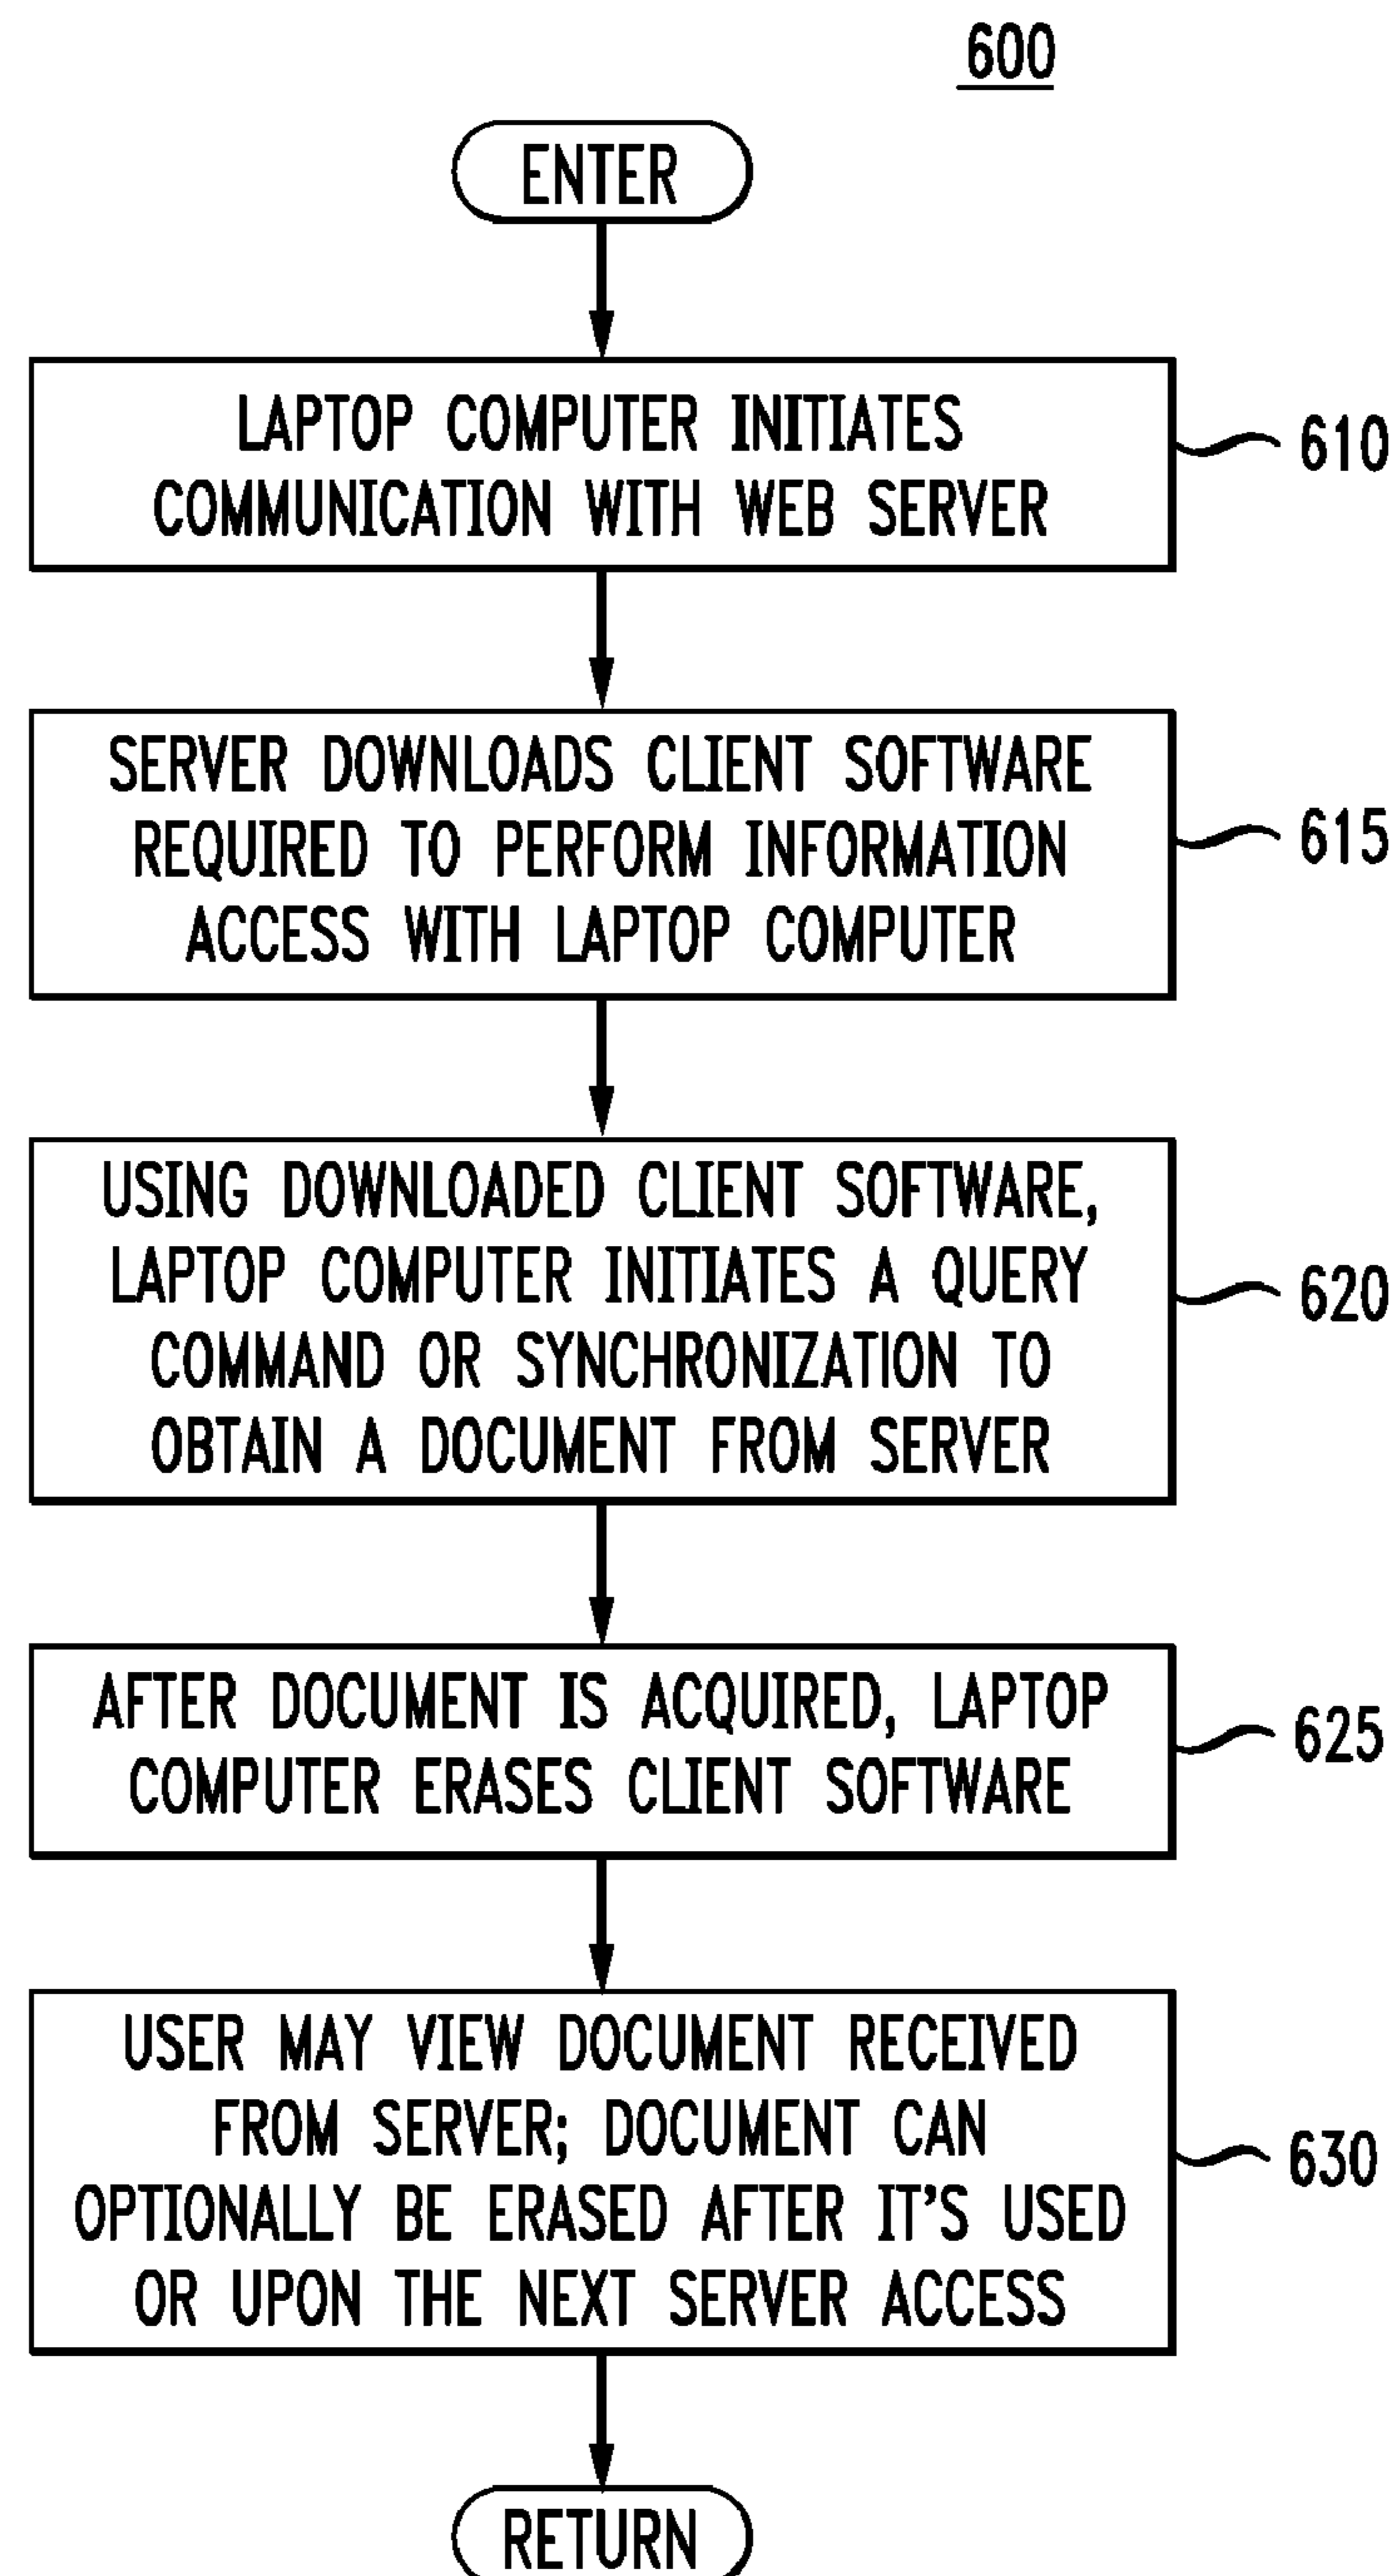 600
ENTER
LAPTOP COMPUTER INITIATES
COMMUNICATION WITH WEB SERVER
610
SERVER DOWNLOADS CLIENT SOFTWARE
REQUIRED TO PERFORM INFORMATION
ACCESS WITH LAPTOP COMPUTER
615
USING DOWNLOADED CLIENT SOFTWARE,
LAPTOP COMPUTER INITIATES A QUERY
COMMAND OR SYNCHRONIZATION TO
OBTAIN A DOCUMENT FROM SERVER
620
AFTER DOCUMENT IS ACQUIRED, LAPTOP
COMPUTER ERASES CLIENT SOFTWARE
625
USER MAY VIEW DOCUMENT RECEIVED
FROM SERVER; DOCUMENT CAN
OPTIONALLY BE ERASED AFTER IT'S USED
OR UPON THE NEXT SERVER ACCESS
630
RETURN